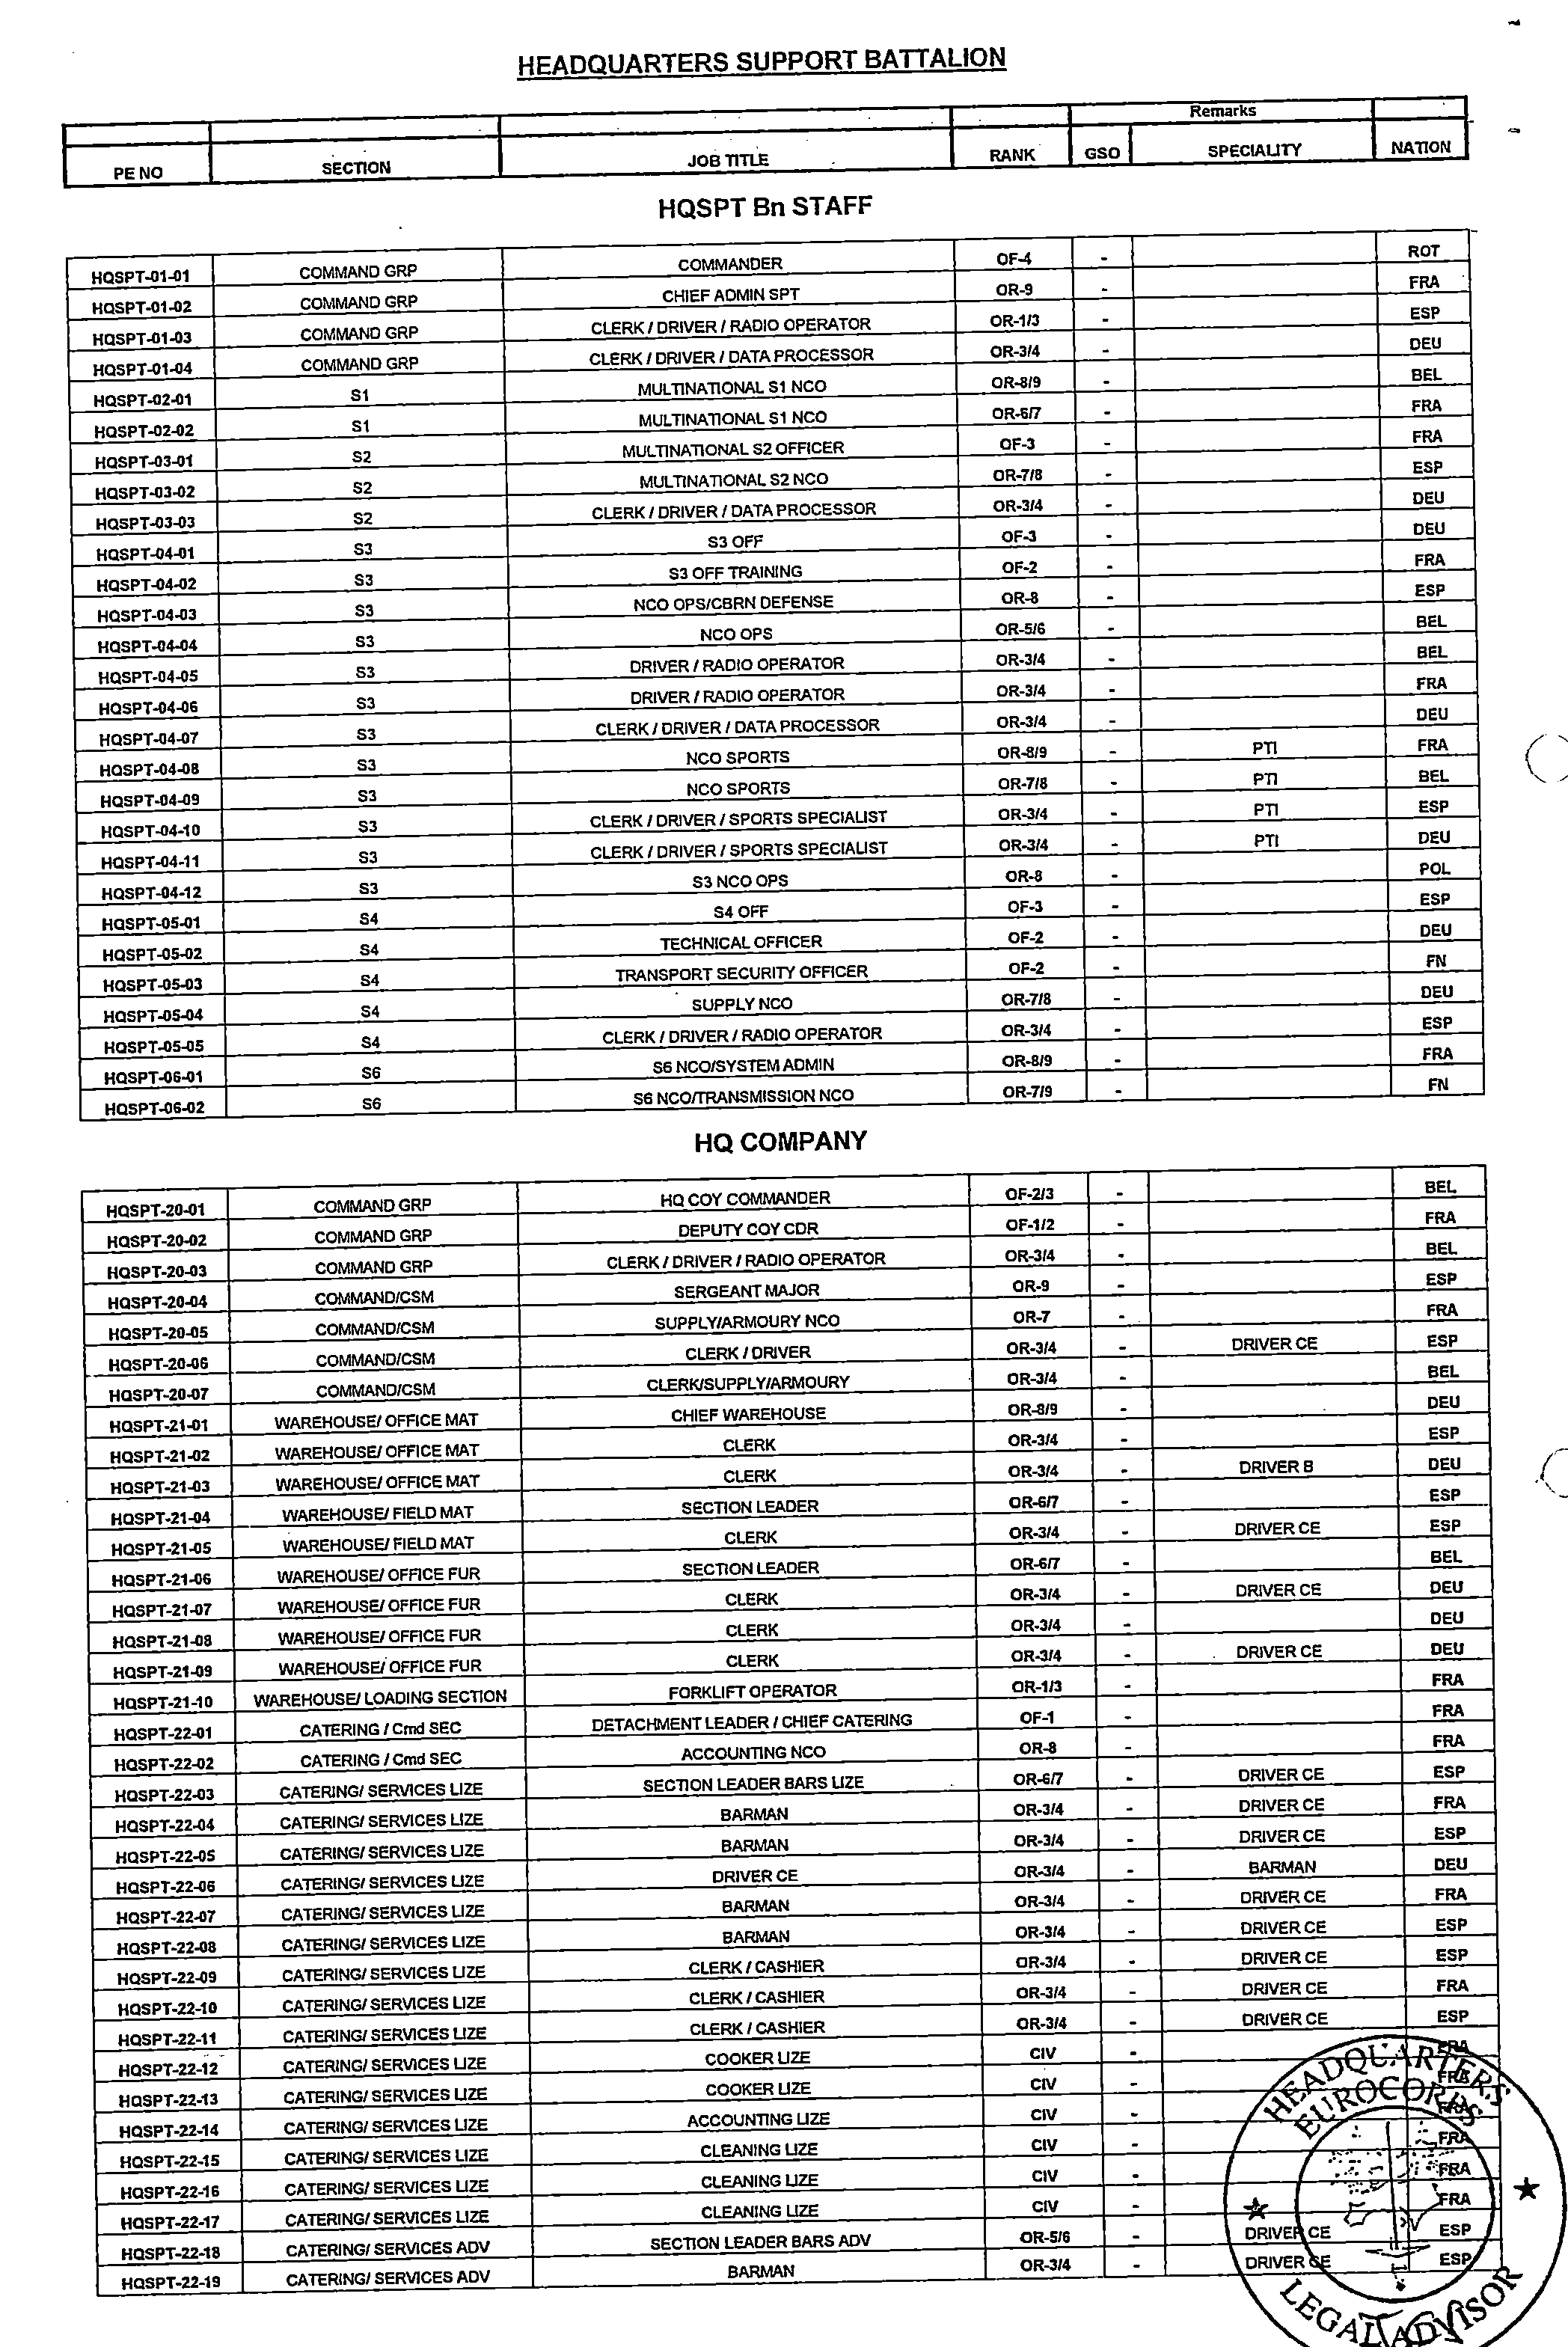 HEADQUARTERS SUPPORT BATTALION
Remarks
PE NO SECTION JOB TITLE RANK GSO SPECIALITY NATION
HQSPT Bn STAFF
HQSPT-01-01 COMMAND GRP COMMANDER OF-4 - ROT
HQSPT-01-02 COMMAND GRP CHIEF ADMIN SPT OR-9 - FRA
HQSPT-01-03 COMMAND GRP CLERK / DRIVER / RADIO OPERATOR OR-1/3 - ESP
HQSPT-01-04 COMMAND GRP CLERK / DRIVER / DATA PROCESSOR OR-3/4 - DEU
HQSPT-02-01 S1 MULTINATIONAL S1 NCO OR-8/9 - BEL
HQSPT-02-02 S1 MULTINATIONAL S1 NCO OR-6/7 - FRA
HQSPT-03-01 S2 MULTINATIONAL S2 OFFICER OF-3 - FRA
HQSPT-03-02 S2 MULTINATIONAL S2 NCO OR-7/8 - ESP
HQSPT-03-03 S2 CLERK / DRIVER / DATA PROCESSOR OR-3/4 - DEU
HQSPT-04-01 S3 S3 OFF OF-3 - DEU
HQSPT-04-02 S3 S3 OFF TRAINING OF-2 - FRA
HQSPT-04-03 S3 NCO OPS/CBRN DEFENSE OR-8 - ESP
HQSPT-04-04 S3 NCO OPS OR-5/6 - BEL
HQSPT-04-05 S3 DRIVER / RADIO OPERATOR OR-3/4 - BEL
HQSPT-04-06 S3 DRIVER / RADIO OPERATOR OR-3/4 - FRA
HQSPT-04-07 S3 CLERK / DRIVER / DATA PROCESSOR OR-3/4 - DEU
HQSPT-04-08 S3 NCO SPORTS OR-8/9 - PTI FRA
HQSPT-04-09 S3 NCO SPORTS OR-7/8 - PTI BEL
HQSPT-04-10 S3 CLERK / DRIVER / SPORTS SPECIALIST OR-3/4 - PTI ESP
HQSPT-04-11 S3 CLERK / DRIVER / SPORTS SPECIALIST OR-3/4 - PTI DEU
HQSPT-04-12 S3 S3 NCO OPS OR-8 - POL
HQSPT-05-01 S4 S4 OFF OF-3 - ESP
HQSPT-05-02 S4 TECHNICAL OFFICER OF-2 - DEU
HQSPT-05-03 S4 TRANSPORT SECURITY OFFICER OF-2 - FN
HQSPT-05-04 S4 SUPPLY NCO OR-7/8 - DEU
HQSPT-05-05 S4 CLERK / DRIVER / RADIO OPERATOR OR-3/4 - ESP
HQSPT-06-01 S6 S6 NCO/SYSTEM ADMIN OR-8/9 - FRA
HQSPT-06-02 S6 S6 NCO/TRANSMISSION NCO OR-7/9 - FN
HQ COMPANY
HQSPT-20-01 COMMAND GRP HQ COY COMMANDER OF-2/3 - BEL
HQSPT-20-02 COMMAND GRP DEPUTY COY CDR OF-1/2 - FRA
HQSPT-20-03 COMMAND GRP CLERK / DRIVER / RADIO OPERATOR OR-3/4 - BEL
HQSPT-20-04 COMMAND/CSM SERGEANT MAJOR OR-9 - ESP
HQSPT-20-05 COMMAND/CSM SUPPLY/ARMOURY NCO OR-7 - FRA
HQSPT-20-06 COMMAND/CSM CLERK / DRIVER OR-3/4 - DRIVER CE ESP
HQSPT-20-07 COMMAND/CSM CLERK/SUPPLY/ARMOURY OR-3/4 - BEL
HQSPT-21-01 WAREHOUSE/ OFFICE MAT CHIEF WAREHOUSE OR-8/9 - DEU
HQSPT-21-02 WAREHOUSE/ OFFICE MAT CLERK OR-3/4 - ESP
HQSPT-21-03 WAREHOUSE/ OFFICE MAT CLERK OR-3/4 - DRIVER B DEU
HQSPT-21-04 WAREHOUSE/ FIELD MAT SECTION LEADER OR-6/7 - ESP
HQSPT-21-05 WAREHOUSE/ FIELD MAT CLERK OR-3/4 - DRIVER CE ESP
HQSPT-21-06 WAREHOUSE/ OFFICE FUR SECTION LEADER OR-6/7 - BEL
HQSPT-21-07 WAREHOUSE/ OFFICE FUR CLERK OR-3/4 - DRIVER CE DEU
HQSPT-21-08 WAREHOUSE/ OFFICE FUR CLERK OR-3/4 - DEU
HQSPT-21-09 WAREHOUSE/ OFFICE FUR CLERK OR-3/4 - DRIVER CE DEU
HQSPT-21-10 WAREHOUSE/ LOADING SECTION FORKLIFT OPERATOR OR-1/3 - FRA
HQSPT-22-01 CATERING / Cmd SEC DETACHMENT LEADER / CHIEF CATERING OF-1 - FRA
HQSPT-22-02 CATERING / Cmd SEC ACCOUNTING NCO OR-8 - FRA
HQSPT-22-03 CATERING/ SERVICES LIZE SECTION LEADER BARS LIZE OR-6/7 - DRIVER CE ESP
HQSPT-22-04 CATERING/ SERVICES LIZE BARMAN OR-3/4 - DRIVER CE FRA
HQSPT-22-05 CATERING/ SERVICES LIZE BARMAN OR-3/4 - DRIVER CE ESP
HQSPT-22-06 CATERING/ SERVICES LIZE DRIVER CE OR-3/4 - BARMAN DEU
HQSPT-22-07 CATERING/ SERVICES LIZE BARMAN OR-3/4 - DRIVER CE FRA
HQSPT-22-08 CATERING/ SERVICES LIZE BARMAN OR-3/4 - DRIVER CE ESP
HQSPT-22-09 CATERING/ SERVICES LIZE CLERK / CASHIER OR-3/4 - DRIVER CE ESP
HQSPT-22-10 CATERING/ SERVICES LIZE CLERK / CASHIER OR-3/4 - DRIVER CE FRA
HQSPT-22-11 CATERING/ SERVICES LIZE CLERK / CASHIER OR-3/4 - DRIVER CE ESP
HQSPT-22-12 CATERING/ SERVICES LIZE COOKER LIZE CIV - FRA
HQSPT-22-13 CATERING/ SERVICES LIZE COOKER LIZE CIV - FRA
HQSPT-22-14 CATERING/ SERVICES LIZE ACCOUNTING LIZE CIV - FRA
HQSPT-22-15 CATERING/ SERVICES LIZE CLEANING LIZE CIV - FRA
HQSPT-22-16 CATERING/ SERVICES LIZE CLEANING LIZE CIV - FRA
HQSPT-22-17 CATERING/ SERVICES LIZE CLEANING LIZE CIV - FRA
HQSPT-22-18 CATERING/ SERVICES ADV SECTION LEADER BARS ADV OR-5/6 - DRIVER CE ESP
HQSPT-22-19 CATERING/ SERVICES ADV BARMAN OR-3/4 - DRIVER CE ESP
HEADQUARTERS
EUROCORPS
LEGAL ADVISOR